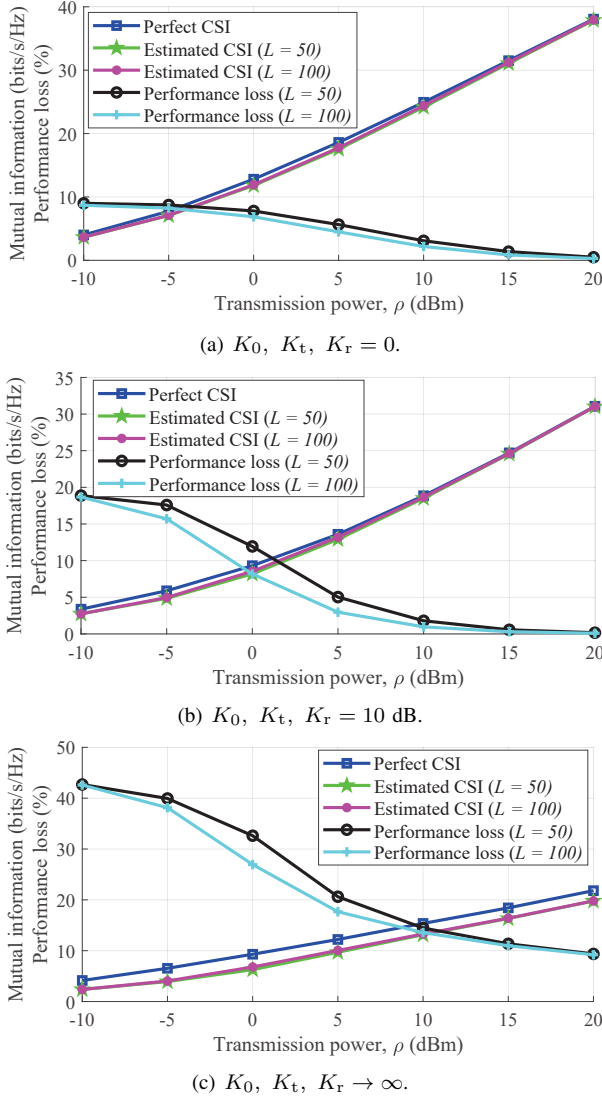 40
30
20
10
0
Mutual information (bits/s/Hz)
Performance loss (%)
Perfect CSI
Estimated CSI (L = 50)
Estimated CSI (L = 100)
Performance loss (L = 50)
Performance loss (L = 100)
-10 -5 0 5 10 15 20
Transmission power, ρ (dBm)
(a) K₀, Kₜ, Kᵣ = 0.
35
30
25
20
15
10
5
0
Mutual information (bits/s/Hz)
Performance loss (%)
Perfect CSI
Estimated CSI (L = 50)
Estimated CSI (L = 100)
Performance loss (L = 50)
Performance loss (L = 100)
-10 -5 0 5 10 15 20
Transmission power, ρ (dBm)
(b) K₀, Kₜ, Kᵣ = 10 dB.
50
40
30
20
10
0
Mutual information (bits/s/Hz)
Performance loss (%)
Perfect CSI
Estimated CSI (L = 50)
Estimated CSI (L = 100)
Performance loss (L = 50)
Performance loss (L = 100)
-10 -5 0 5 10 15 20
Transmission power, ρ (dBm)
(c) K₀, Kₜ, Kᵣ → ∞.